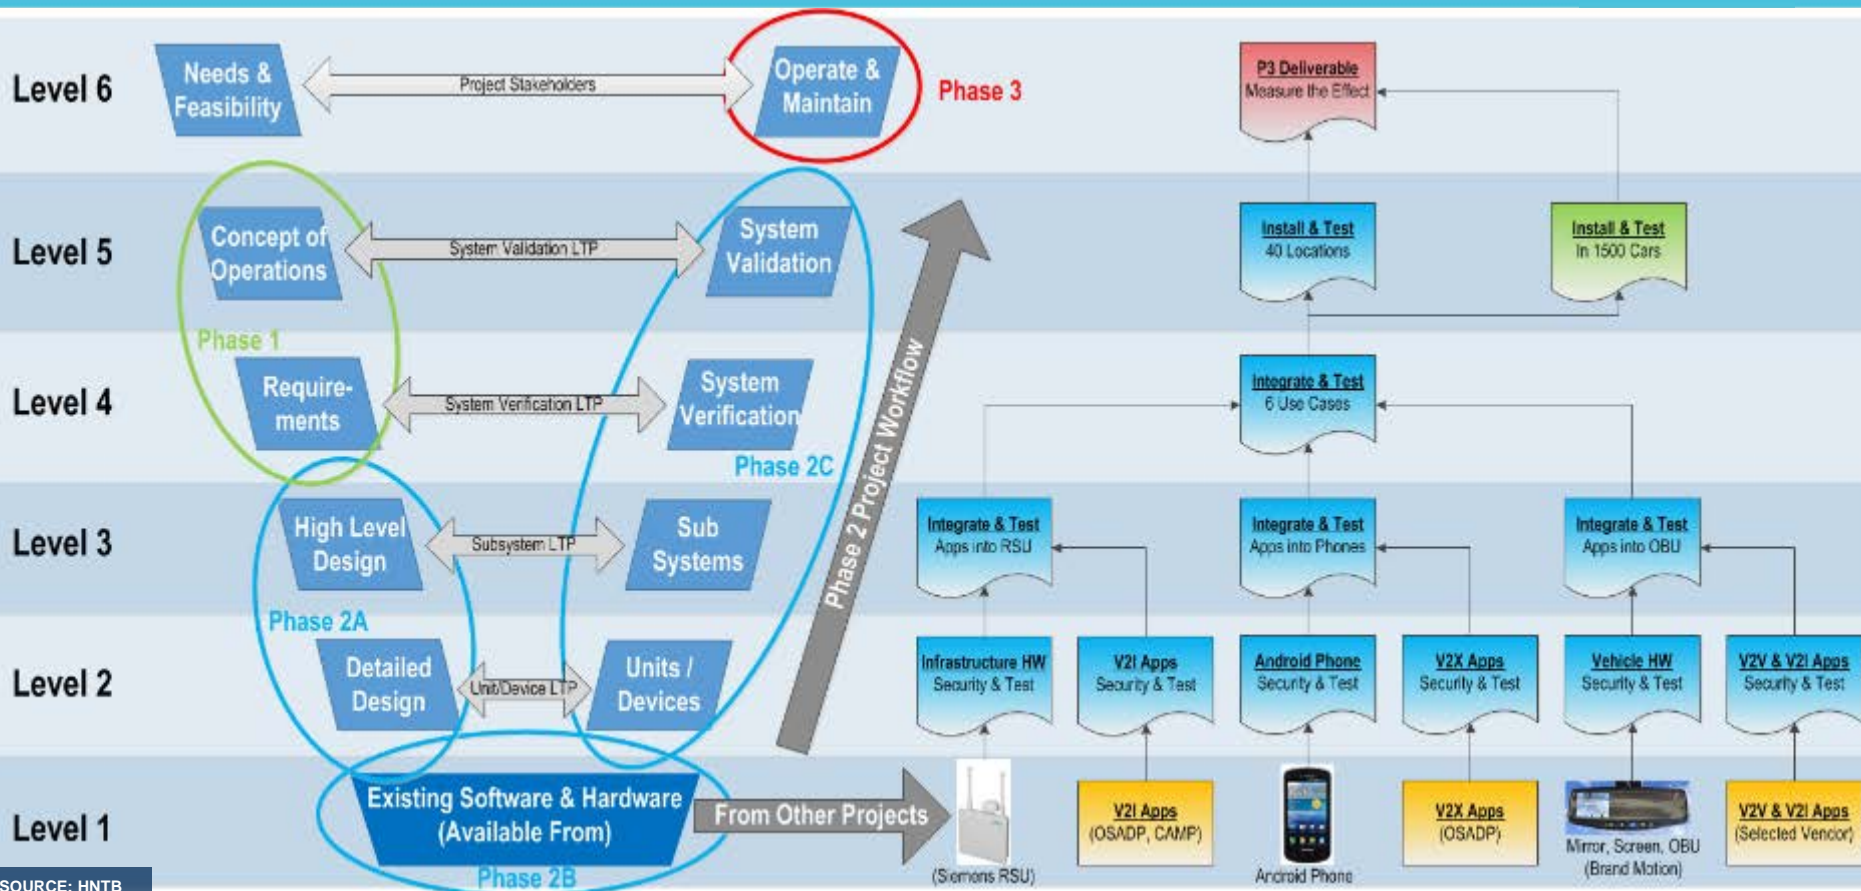 Level 6
Needs &
Feasibility
Project Stakeholders
Operate &
Maintain
Phase 3
P3 Deliverable
Measure the Effect
Level 5
Concept of
Operations
System Validation LTP
System
Validation
Install & Test
40 Locations
Install & Test
In 1500 Cars
Phase 1
Level 4
Require-
ments
System Verification LTP
System
Verification
Phase 2C
Phase 2 Project Workflow
Integrate & Test
6 Use Cases
Level 3
High Level
Design
Subsystem LTP
Sub
Systems
Integrate & Test
Apps into RSU
Integrate & Test
Apps into Phones
Integrate & Test
Apps into OBU
Phase 2A
Level 2
Detailed
Design
Unit/Device LTP
Units /
Devices
Infrastructure HW
Security & Test
V2I Apps
Security & Test
Android Phone
Security & Test
V2X Apps
Security & Test
Vehicle HW
Security & Test
V2V & V2I Apps
Security & Test
Level 1
Existing Software & Hardware
(Available From)
Phase 2B
From Other Projects
(Siemens RSU)
V2I Apps
(OSADP, CAMP)
Android Phone
V2X Apps
(OSADP)
Mirror, Screen, OBU
(Brand Motion)
V2V & V2I Apps
(Selected Vendor)
SOURCE: HNTB